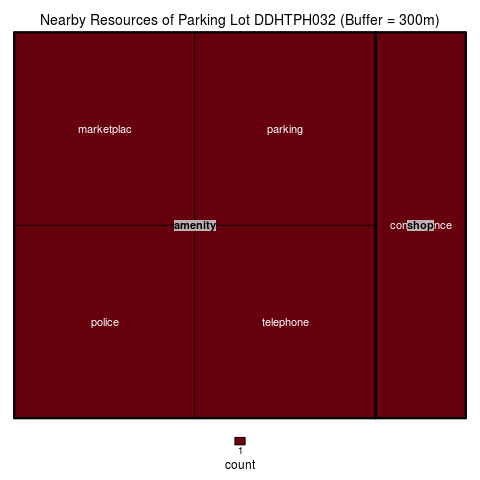 Nearby Resources of Parking Lot DDHTPH032 (Buffer = 300m)
marketplac
parking
amenity
shop
police
telephone
1
count